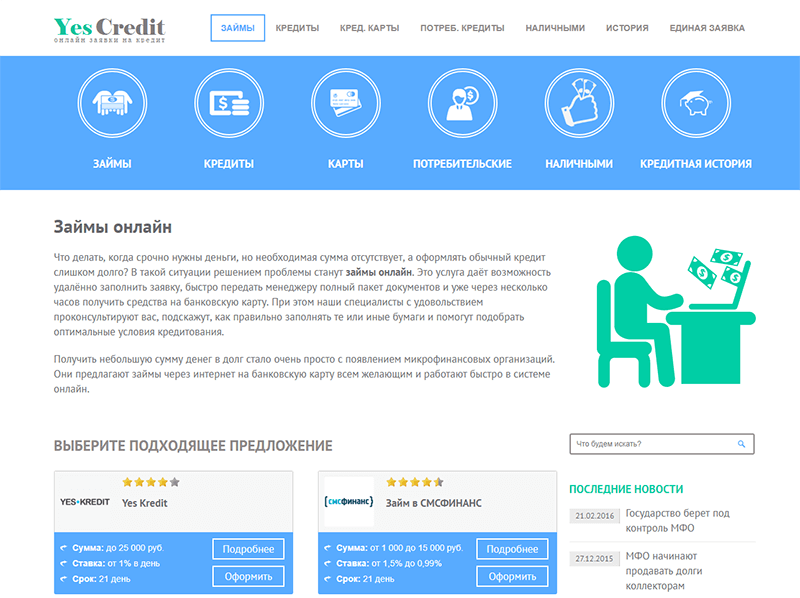 Yes Credit
онлайн заявки на кредит
ЗАЙМЫ КРЕДИТЫ КРЕД. КАРТЫ ПОТРЕБ. КРЕДИТЫ НАЛИЧНЫМИ ИСТОРИЯ ЕДИНАЯ ЗАЯВКА
ЗАЙМЫ КРЕДИТЫ КАРТЫ ПОТРЕБИТЕЛЬСКИЕ НАЛИЧНЫМИ КРЕДИТНАЯ ИСТОРИЯ
Займы онлайн
Что делать, когда срочно нужны деньги, но необходимая сумма отсутствует, а оформлять обычный кредит
слишком долго? В такой ситуации решением проблемы станут займы онлайн. Это услуга даёт возможность
удалённо заполнить заявку, быстро передать менеджеру полный пакет документов и уже через несколько
часов получить средства на банковскую карту. При этом наши специалисты с удовольствием
проконсультируют вас, подскажут, как правильно заполнять те или иные бумаги и помогут подобрать
оптимальные условия кредитования.
Получить небольшую сумму денег в долг стало очень просто с появлением микрофинансовых организаций.
Они предлагают займы через интернет на банковскую карту всем желающим и работают быстро в системе
онлайн.
ВЫБЕРИТЕ ПОДХОДЯЩЕЕ ПРЕДЛОЖЕНИЕ
YES КREDIT
Yes Kredit
Сумма: до 25 000 руб.
Ставка: от 1% в день
Срок: 21 день
Подробнее
Оформить
{смсфинанс}
Займ в СМСФИНАНС
Сумма: от 1 000 до 15 000 руб.
Ставка: от 1,5% до 0,99%
Срок: 21 день
Подробнее
Оформить
Что будем искать?
ПОСЛЕДНИЕ НОВОСТИ
21.02.2016 Государство берет под
контроль МФО
27.12.2015 МФО начинают
продавать долги
коллекторам